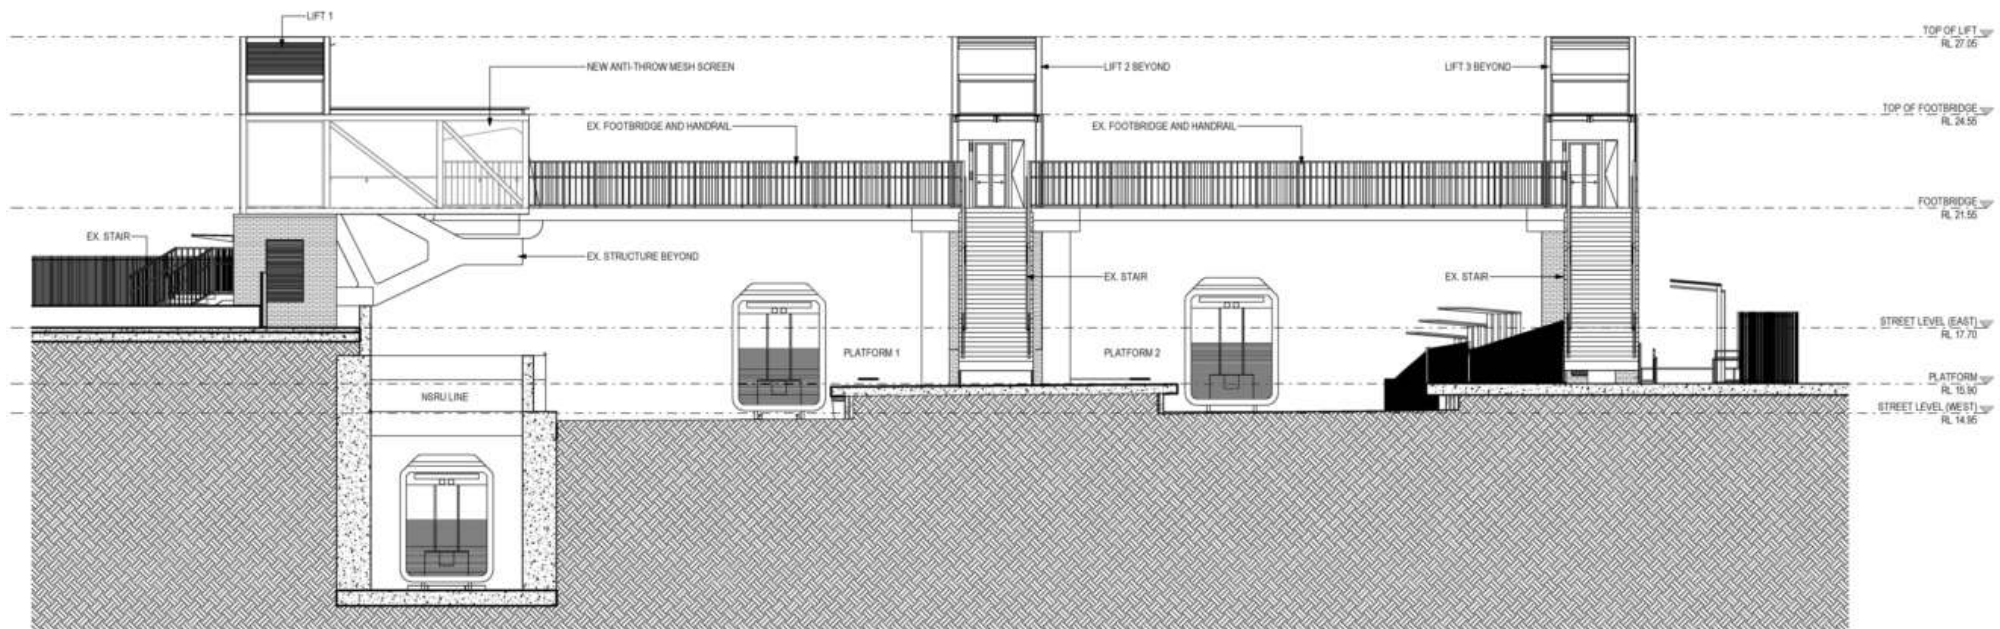 LIFT 1
TOP OF LIFT
RL 27.05
NEW ANTI-THROW MESH SCREEN
LIFT 2 BEYOND
LIFT 3 BEYOND
TOP OF FOOTBRIDGE
RL 24.55
EX. FOOTBRIDGE AND HANDRAIL
EX. FOOTBRIDGE AND HANDRAIL
FOOTBRIDGE
RL 21.55
EX. STAIR
EX. STRUCTURE BEYOND
EX. STAIR
EX. STAIR
STREET LEVEL (EAST)
RL 17.70
PLATFORM 1
PLATFORM 2
PLATFORM
RL 15.90
NSRU LINE
STREET LEVEL (WEST)
RL 14.95